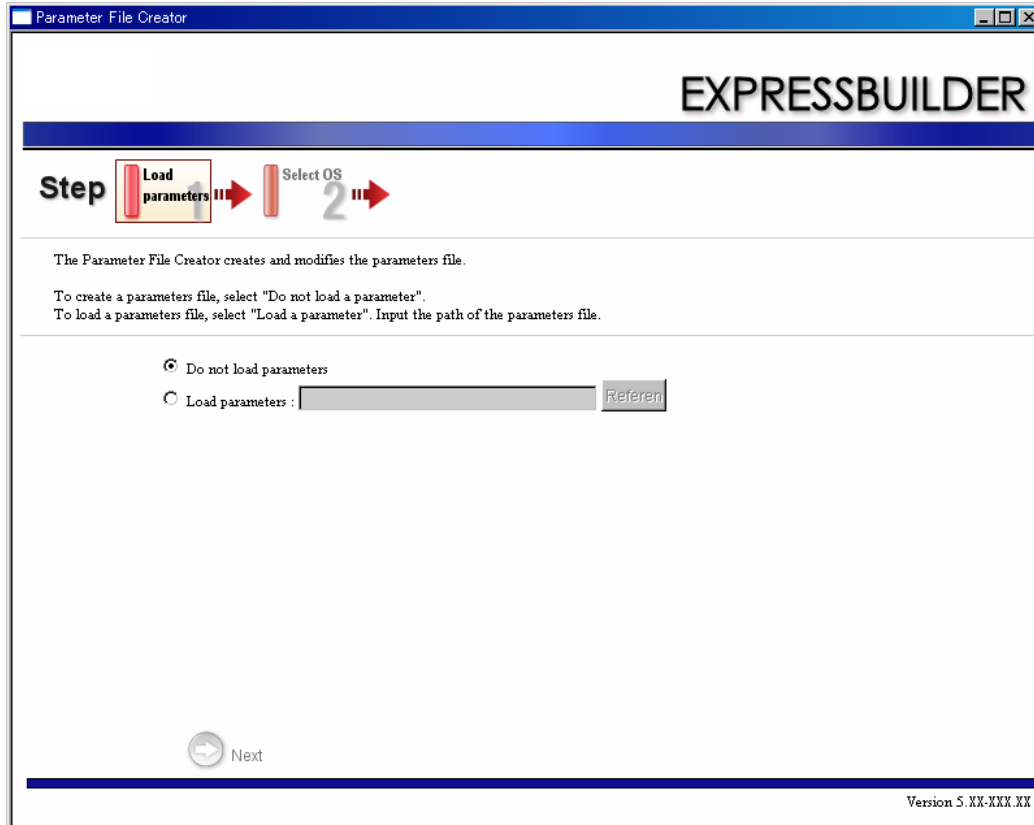 Parameter File Creator
EXPRESSBUILDER
Step
Load
parameters 1
Select OS
2
The Parameter File Creator creates and modifies the parameters file.
To create a parameters file, select "Do not load a parameter".
To load a parameters file, select "Load a parameter". Input the path of the parameters file.
Do not load parameters
Load parameters : Referen
Next
Version 5.XX-XXX.XX